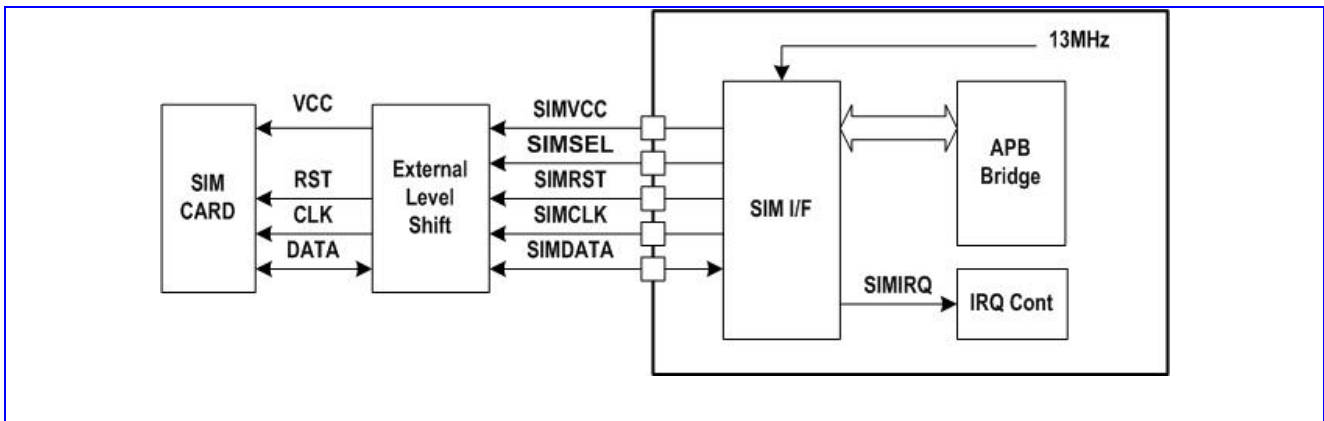 13MHz
VCC
RST
CLK
DATA
SIM
CARD
External
Level
Shift
SIMVCC
SIMSEL
SIMRST
SIMCLK
SIMDATA
SIM I/F
APB
Bridge
SIMIRQ
IRQ Cont